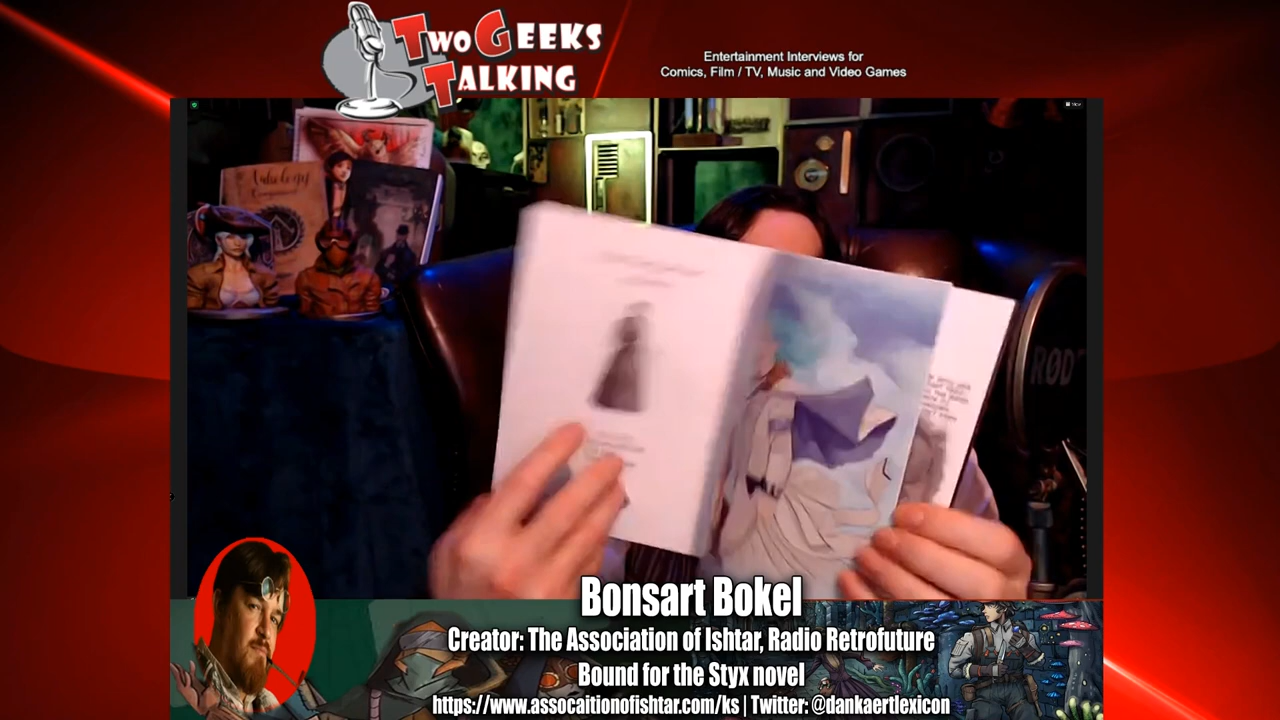 Two Geeks
Talking
Entertainment Interviews for
Comics, Film / TV, Music and Video Games
Anthology
RØD
Bonsart Bokel
Creator: The Association of Ishtar, Radio Retrofuture
Bound for the Styx novel
https://www.assocaitionofishtar.com/ks | Twitter: @dankaertlexicon